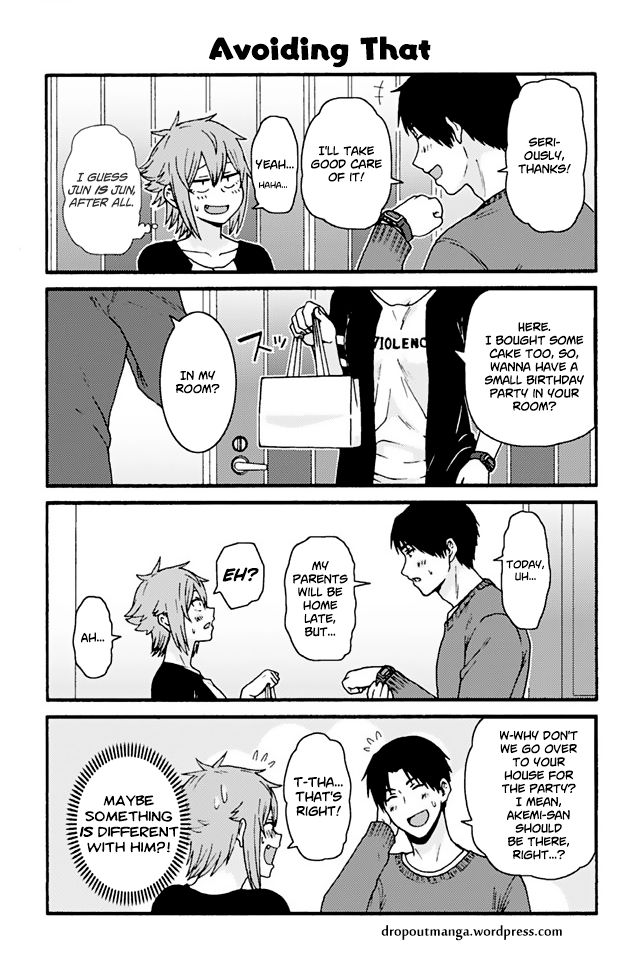 Avoiding That
SERI-
OUSLY,
THANKS!
I'LL TAKE
GOOD CARE
OF IT!
YEAH...
HAHA...
I GUESS
JUN IS JUN,
AFTER ALL.
HERE.
I BOUGHT SOME
CAKE TOO, SO,
WANNA HAVE A
SMALL BIRTHDAY
PARTY IN YOUR
ROOM?
VIOLENC
スッ
IN MY
ROOM?
TODAY,
UH...
MY
PARENTS
WILL BE
HOME
LATE,
BUT...
EH?
AH...
W-WHY DON'T
WE GO OVER
TO YOUR
HOUSE FOR
THE PARTY?
I MEAN,
AKEMI-SAN
SHOULD
BE THERE,
RIGHT...?
T-THA...
THAT'S
RIGHT!
MAYBE
SOMETHING
IS DIFFERENT
WITH HIM?!
dropoutmanga.wordpress.com